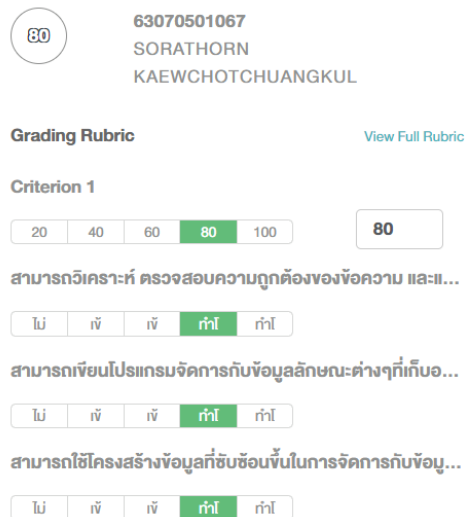 80
63070501067
SORATHORN
KAEWCHOTCHUANGKUL
Grading Rubric
View Full Rubric
Criterion 1
20 40 60 80 100
80
สามารถวิเคราะห์ ตรวจสอบความถูกต้องของข้อความ และแ...
ไม่ เข้ เข้ ทำไ ทำไ
สามารถเขียนโปรแกรมจัดการกับข้อมูลลักษณะต่างๆที่เก็บอ...
ไม่ เข้ เข้ ทำไ ทำไ
สามารถใช้โครงสร้างข้อมูลที่ซับซ้อนขึ้นในการจัดการกับข้อมู...
ไม่ เข้ เข้ ทำไ ทำไ